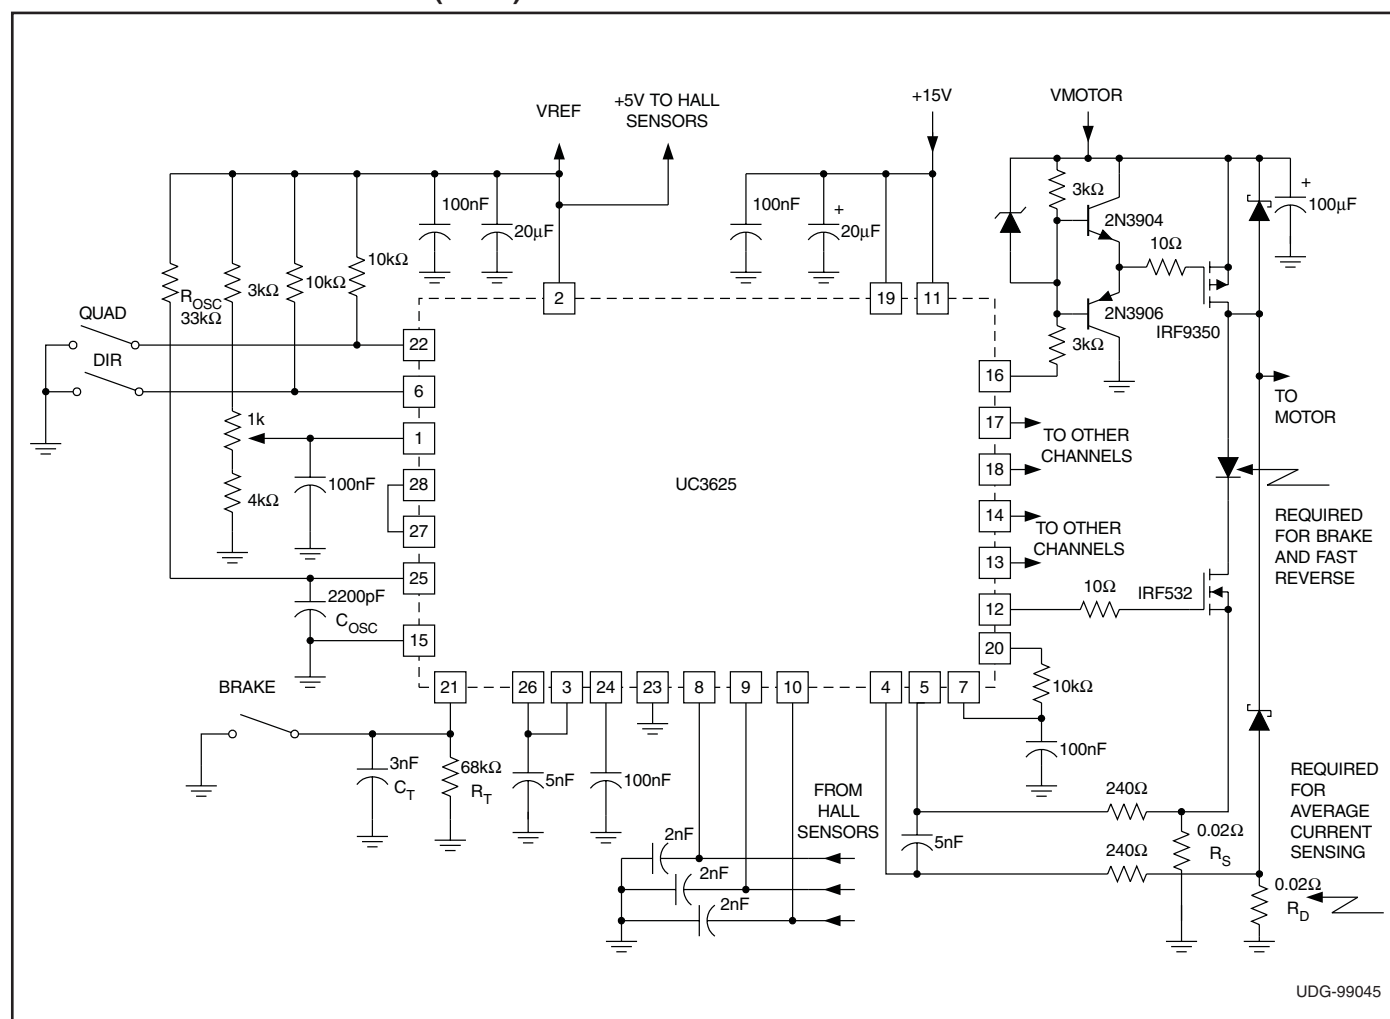 +5V TO HALL
SENSORS
VREF
+15V
VMOTOR
100nF
20µF
100nF
+
20µF
3kΩ
2N3904
10Ω
+
100µF
R_OSC
33kΩ
3kΩ
10kΩ
10kΩ
2
19
11
2N3906
IRF9350
3kΩ
QUAD
22
DIR
6
16
TO
MOTOR
1k
1
17
TO OTHER
CHANNELS
18
100nF
28
4kΩ
27
UC3625
14
TO OTHER
CHANNELS
13
REQUIRED
FOR BRAKE
AND FAST
REVERSE
25
2200pF
C_OSC
15
12
10Ω
IRF532
20
10kΩ
21
26
3
24
23
8
9
10
4
5
7
BRAKE
3nF
C_T
68kΩ
R_T
5nF
100nF
100nF
FROM
HALL
SENSORS
2nF
2nF
2nF
5nF
240Ω
240Ω
0.02Ω
R_S
REQUIRED
FOR
AVERAGE
CURRENT
SENSING
0.02Ω
R_D
UDG-99045